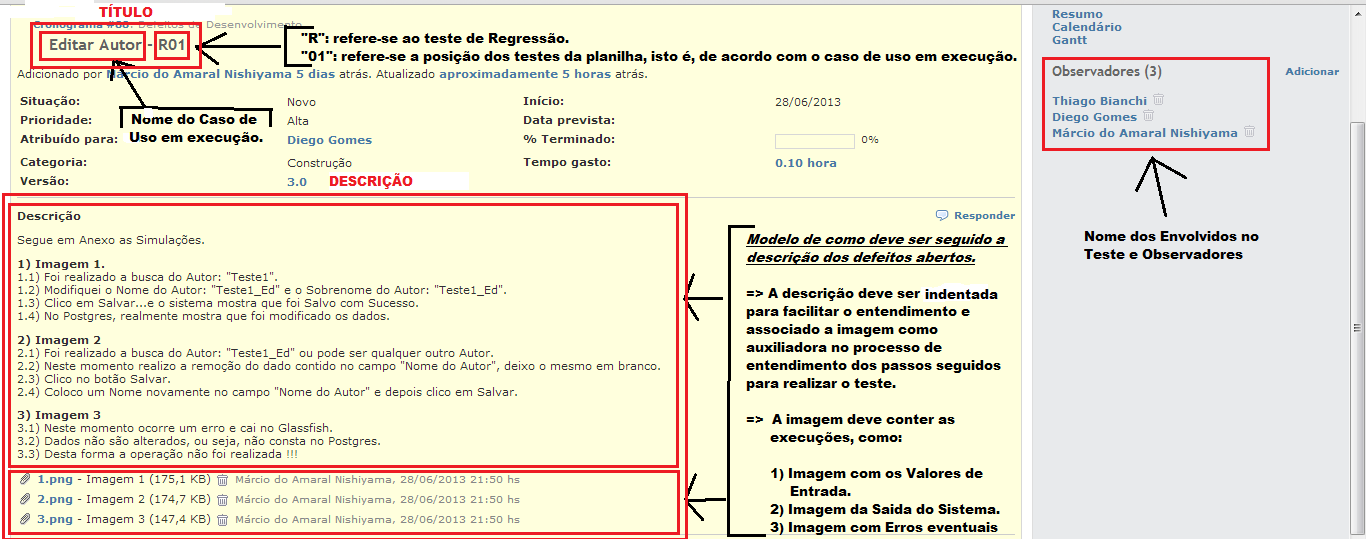 TÍTULO
Cronograma #88: Defeitos de Desenvolvimento
Editar Autor - R01
"R": refere-se ao teste de Regressão.
"01": refere-se a posição dos testes da planilha, isto é, de acordo com o caso de uso em execução.
Adicionado por Márcio do Amaral Nishiyama 5 dias atrás. Atualizado aproximadamente 5 horas atrás.
Situação: Novo Início: 28/06/2013
Prioridade: Alta Data prevista:
Atribuído para: Diego Gomes % Terminado: 0%
Categoria: Construção Tempo gasto: 0.10 hora
Versão: 3.0
Nome do Caso de
Uso em execução.
DESCRIÇÃO
Descrição
Responder
Segue em Anexo as Simulações.
1) Imagem 1.
1.1) Foi realizado a busca do Autor: "Teste1".
1.2) Modifiquei o Nome do Autor: "Teste1_Ed" e o Sobrenome do Autor: "Teste1_Ed".
1.3) Clico em Salvar...e o sistema mostra que foi Salvo com Sucesso.
1.4) No Postgres, realmente mostra que foi modificado os dados.
2) Imagem 2
2.1) Foi realizado a busca do Autor: "Teste1_Ed" ou pode ser qualquer outro Autor.
2.2) Neste momento realizo a remoção do dado contido no campo "Nome do Autor", deixo o mesmo em branco.
2.3) Clico no botão Salvar.
2.4) Coloco um Nome novamente no campo "Nome do Autor" e depois clico em Salvar.
3) Imagem 3
3.1) Neste momento ocorre um erro e cai no Glassfish.
3.2) Dados não são alterados, ou seja, não consta no Postgres.
3.3) Desta forma a operação não foi realizada !!!
1.png - Imagem 1 (175,1 KB) Márcio do Amaral Nishiyama, 28/06/2013 21:50 hs
2.png - Imagem 2 (174,7 KB) Márcio do Amaral Nishiyama, 28/06/2013 21:50 hs
3.png - Imagem 3 (147,4 KB) Márcio do Amaral Nishiyama, 28/06/2013 21:50 hs
Modelo de como deve ser seguido a
descrição dos defeitos abertos.
=> A descrição deve ser indentada
para facilitar o entendimento e
associado a imagem como
auxiliadora no processo de
entendimento dos passos seguidos
para realizar o teste.
=> A imagem deve conter as
execuções, como:
1) Imagem com os Valores de
Entrada.
2) Imagem da Saida do Sistema.
3) Imagem com Erros eventuais
Resumo
Calendário
Gantt
Observadores (3) Adicionar
Thiago Bianchi
Diego Gomes
Márcio do Amaral Nishiyama
Nome dos Envolvidos no
Teste e Observadores